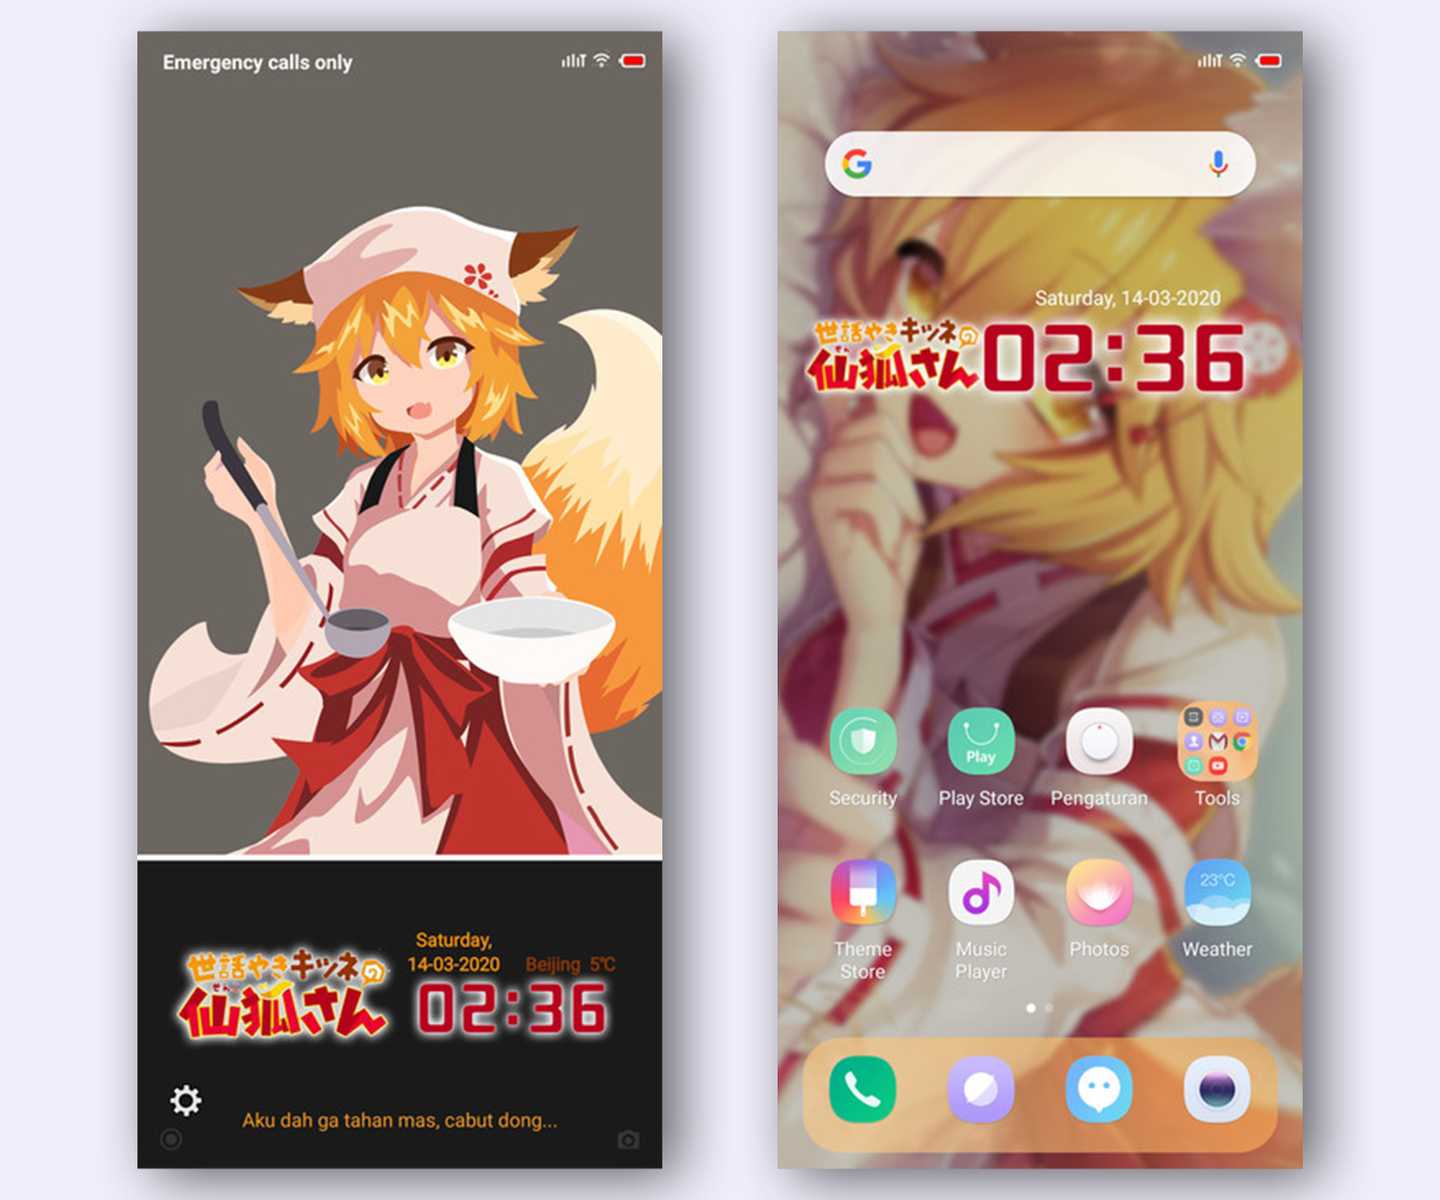 Emergency calls only
世話やきキツネの
せんこ
仙狐さん
Saturday,
14-03-2020
Beijing 5℃
02:36
Aku dah ga tahan mas, cabut dong...
G
Saturday, 14-03-2020
世話やきキツネの
仙狐さん
02:36
Security
Play
Play Store
Pengaturan
Tools
Theme
Store
Music
Player
Photos
23°C
Weather